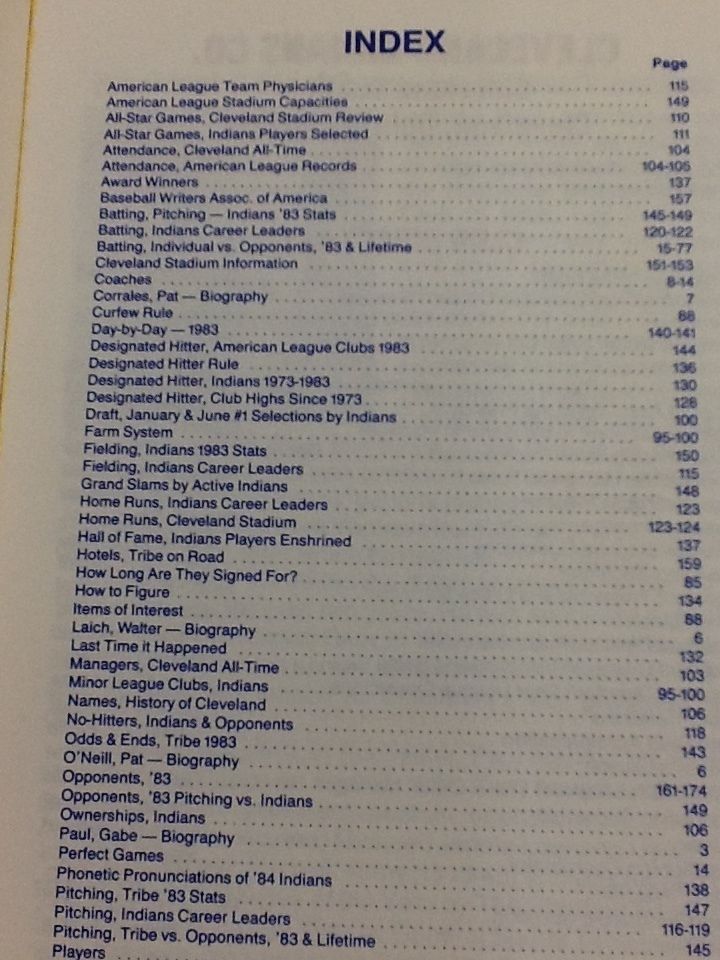 INDEX
Page
American League Team Physicians 115
American League Stadium Capacities 149
All-Star Games, Cleveland Stadium Review 110
All-Star Games, Indians Players Selected 111
Attendance, Cleveland All-Time 104
Attendance, American League Records 104-105
Award Winners 137
Baseball Writers Assoc. of America 157
Batting, Pitching — Indians '83 Stats 145-149
Batting, Indians Career Leaders 120-122
Batting, Individual vs. Opponents, '83 & Lifetime 15-77
Cleveland Stadium Information 151-153
Coaches 8-14
Corrales, Pat — Biography 7
Curfew Rule 88
Day-by-Day — 1983 140-141
Designated Hitter, American League Clubs 1983 144
Designated Hitter Rule 136
Designated Hitter, Indians 1973-1983 130
Designated Hitter, Club Highs Since 1973 128
Draft, January & June #1 Selections by Indians 100
Farm System 95-100
Fielding, Indians 1983 Stats 150
Fielding, Indians Career Leaders 115
Grand Slams by Active Indians 148
Home Runs, Indians Career Leaders 123
Home Runs, Cleveland Stadium 123-124
Hall of Fame, Indians Players Enshrined 137
Hotels, Tribe on Road 159
How Long Are They Signed For? 85
How to Figure 134
Items of Interest 88
Laich, Walter — Biography 6
Last Time it Happened 132
Managers, Cleveland All-Time 103
Minor League Clubs, Indians 95-100
Names, History of Cleveland 106
No-Hitters, Indians & Opponents 118
Odds & Ends, Tribe 1983 143
O'Neill, Pat — Biography 6
Opponents, '83 161-174
Opponents, '83 Pitching vs. Indians 149
Ownerships, Indians 106
Paul, Gabe — Biography 3
Perfect Games 14
Phonetic Pronunciations of '84 Indians 138
Pitching, Tribe '83 Stats 147
Pitching, Indians Career Leaders 116-119
Pitching, Tribe vs. Opponents, '83 & Lifetime 145
Players